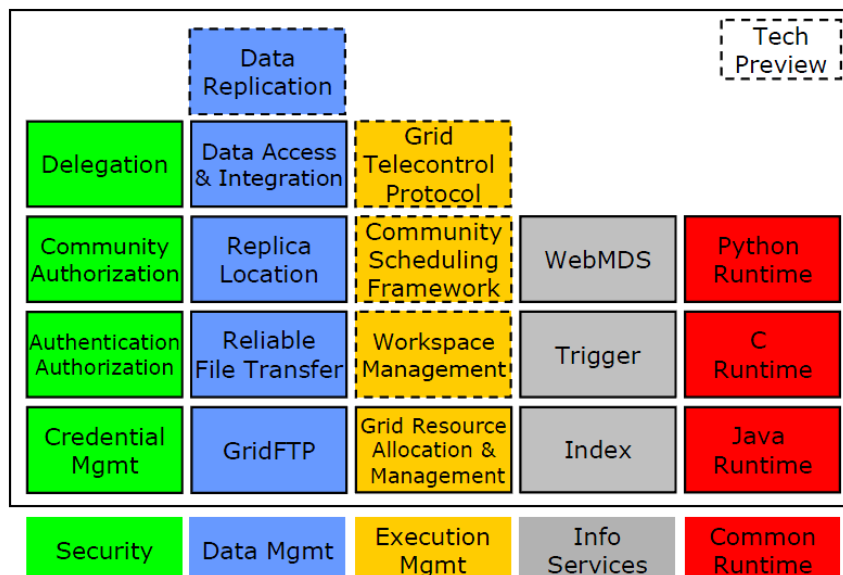 Data
Replication
Tech
Preview
Delegation
Data Access
& Integration
Grid
Telecontrol
Protocol
Community
Authorization
Replica
Location
Community
Scheduling
Framework
WebMDS
Python
Runtime
Authentication
Authorization
Reliable
File Transfer
Workspace
Management
Trigger
C
Runtime
Credential
Mgmt
GridFTP
Grid Resource
Allocation &
Management
Index
Java
Runtime
Security
Data Mgmt
Execution
Mgmt
Info
Services
Common
Runtime